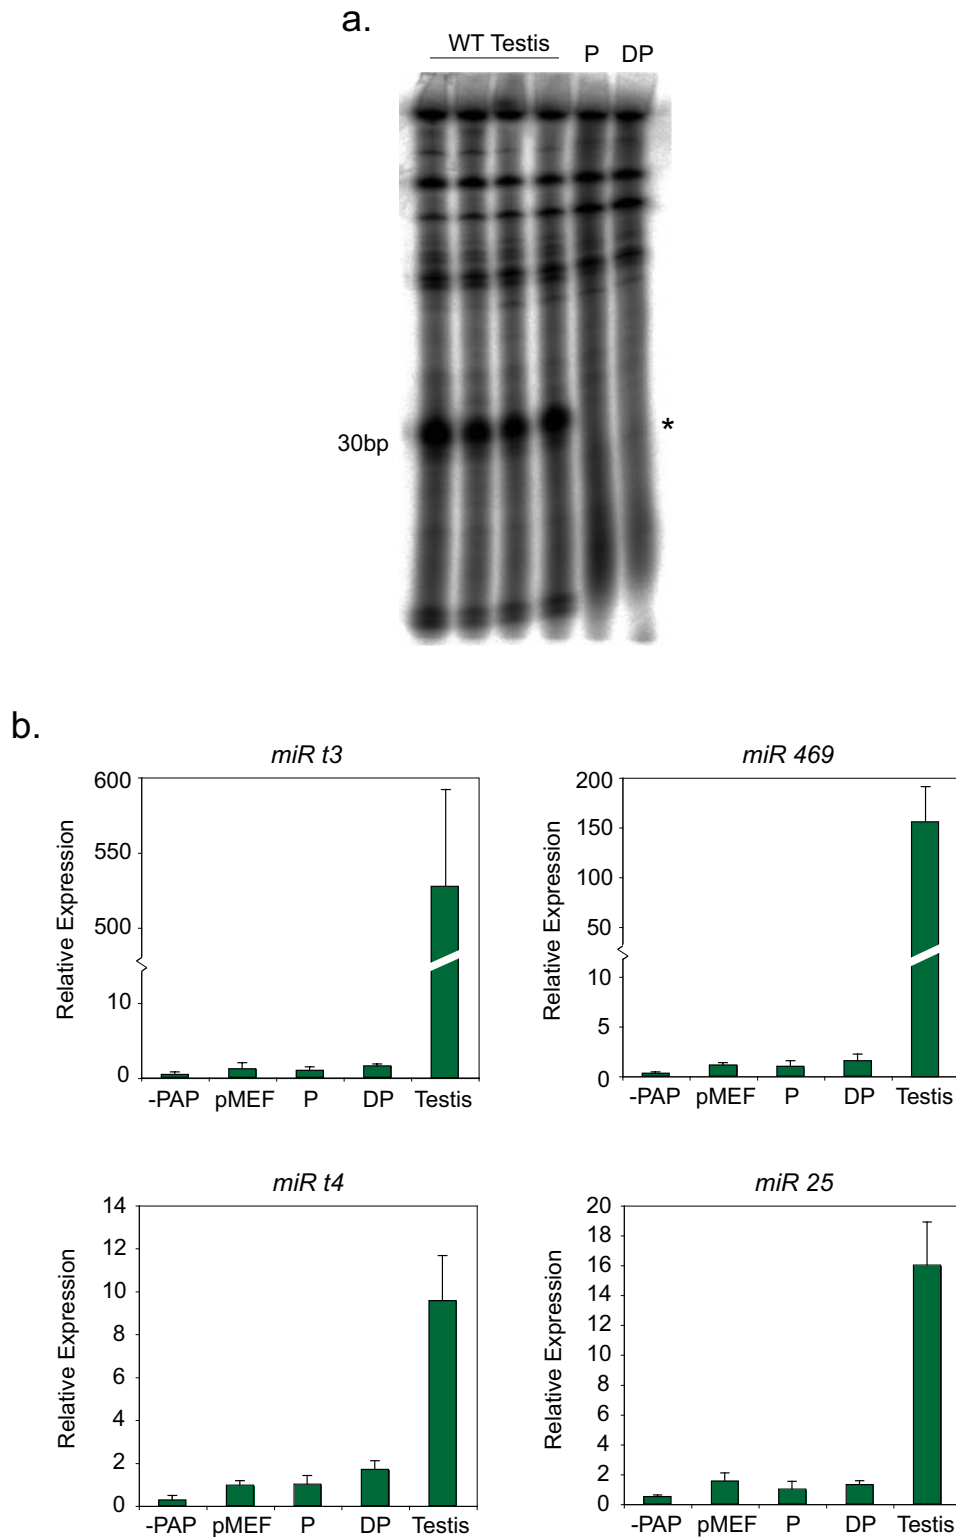 a.
WT Testis P DP
30bp
*
b.
miR t3
Relative Expression
600
550
500
10
0
-PAP pMEF P DP Testis
miR 469
Relative Expression
200
150
100
50
10
5
0
-PAP pMEF P DP Testis
miR t4
Relative Expression
14
12
10
8
6
4
2
0
-PAP pMEF P DP Testis
miR 25
Relative Expression
20
18
16
14
12
10
8
6
4
2
0
-PAP pMEF P DP Testis